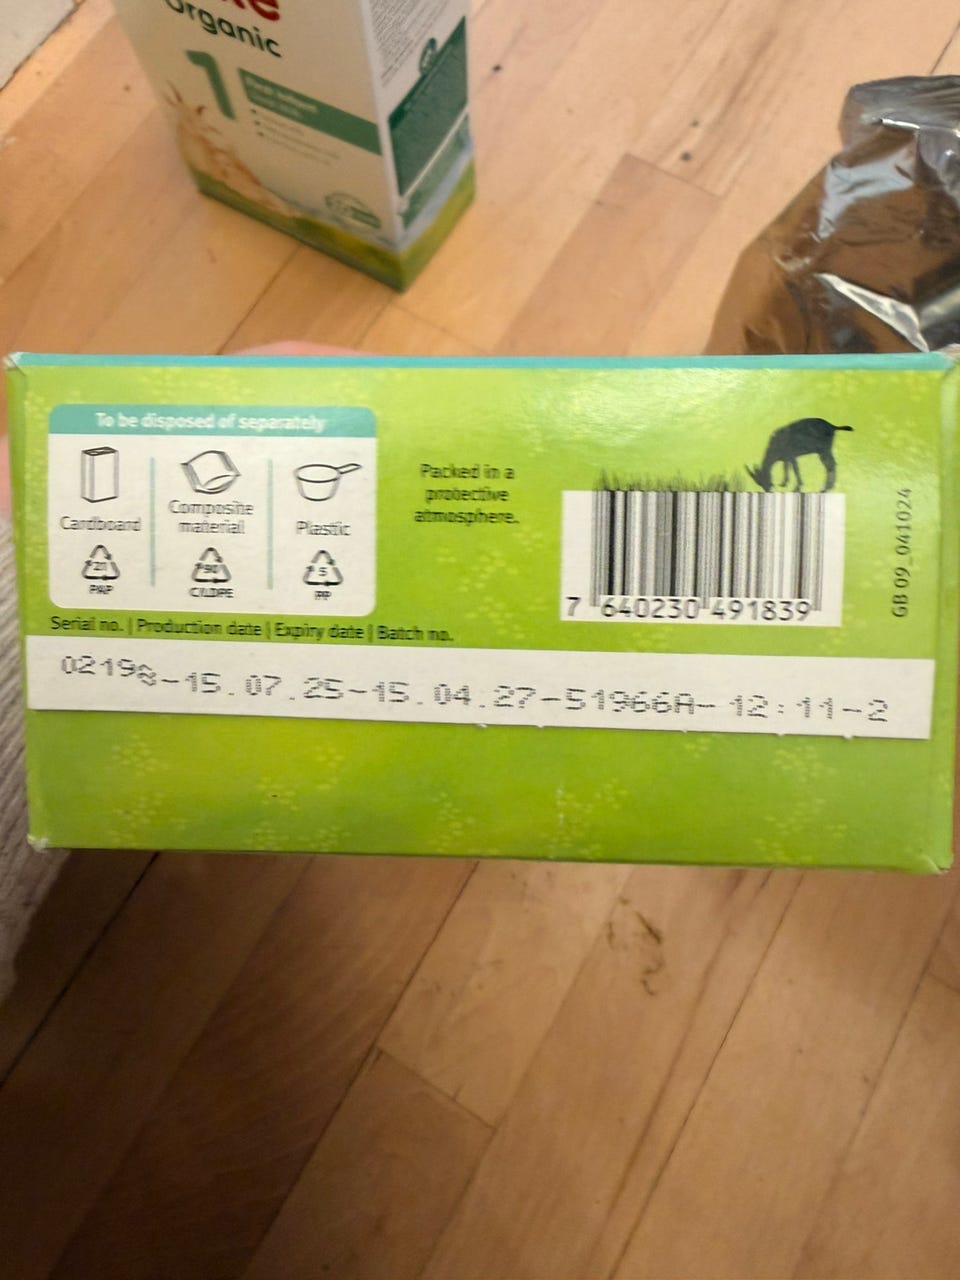 Organic
1
To be disposed of separately
Cardboard
Composite material
Plastic
21
PAP
90
C/LDPE
5
PP
Packed in a
protective
atmosphere.
7 640230 491839
GB 09_041024
Serial no. | Production date | Expiry date | Batch no.
02198-15.07.25-15.04.27-51966A- 12:11-2